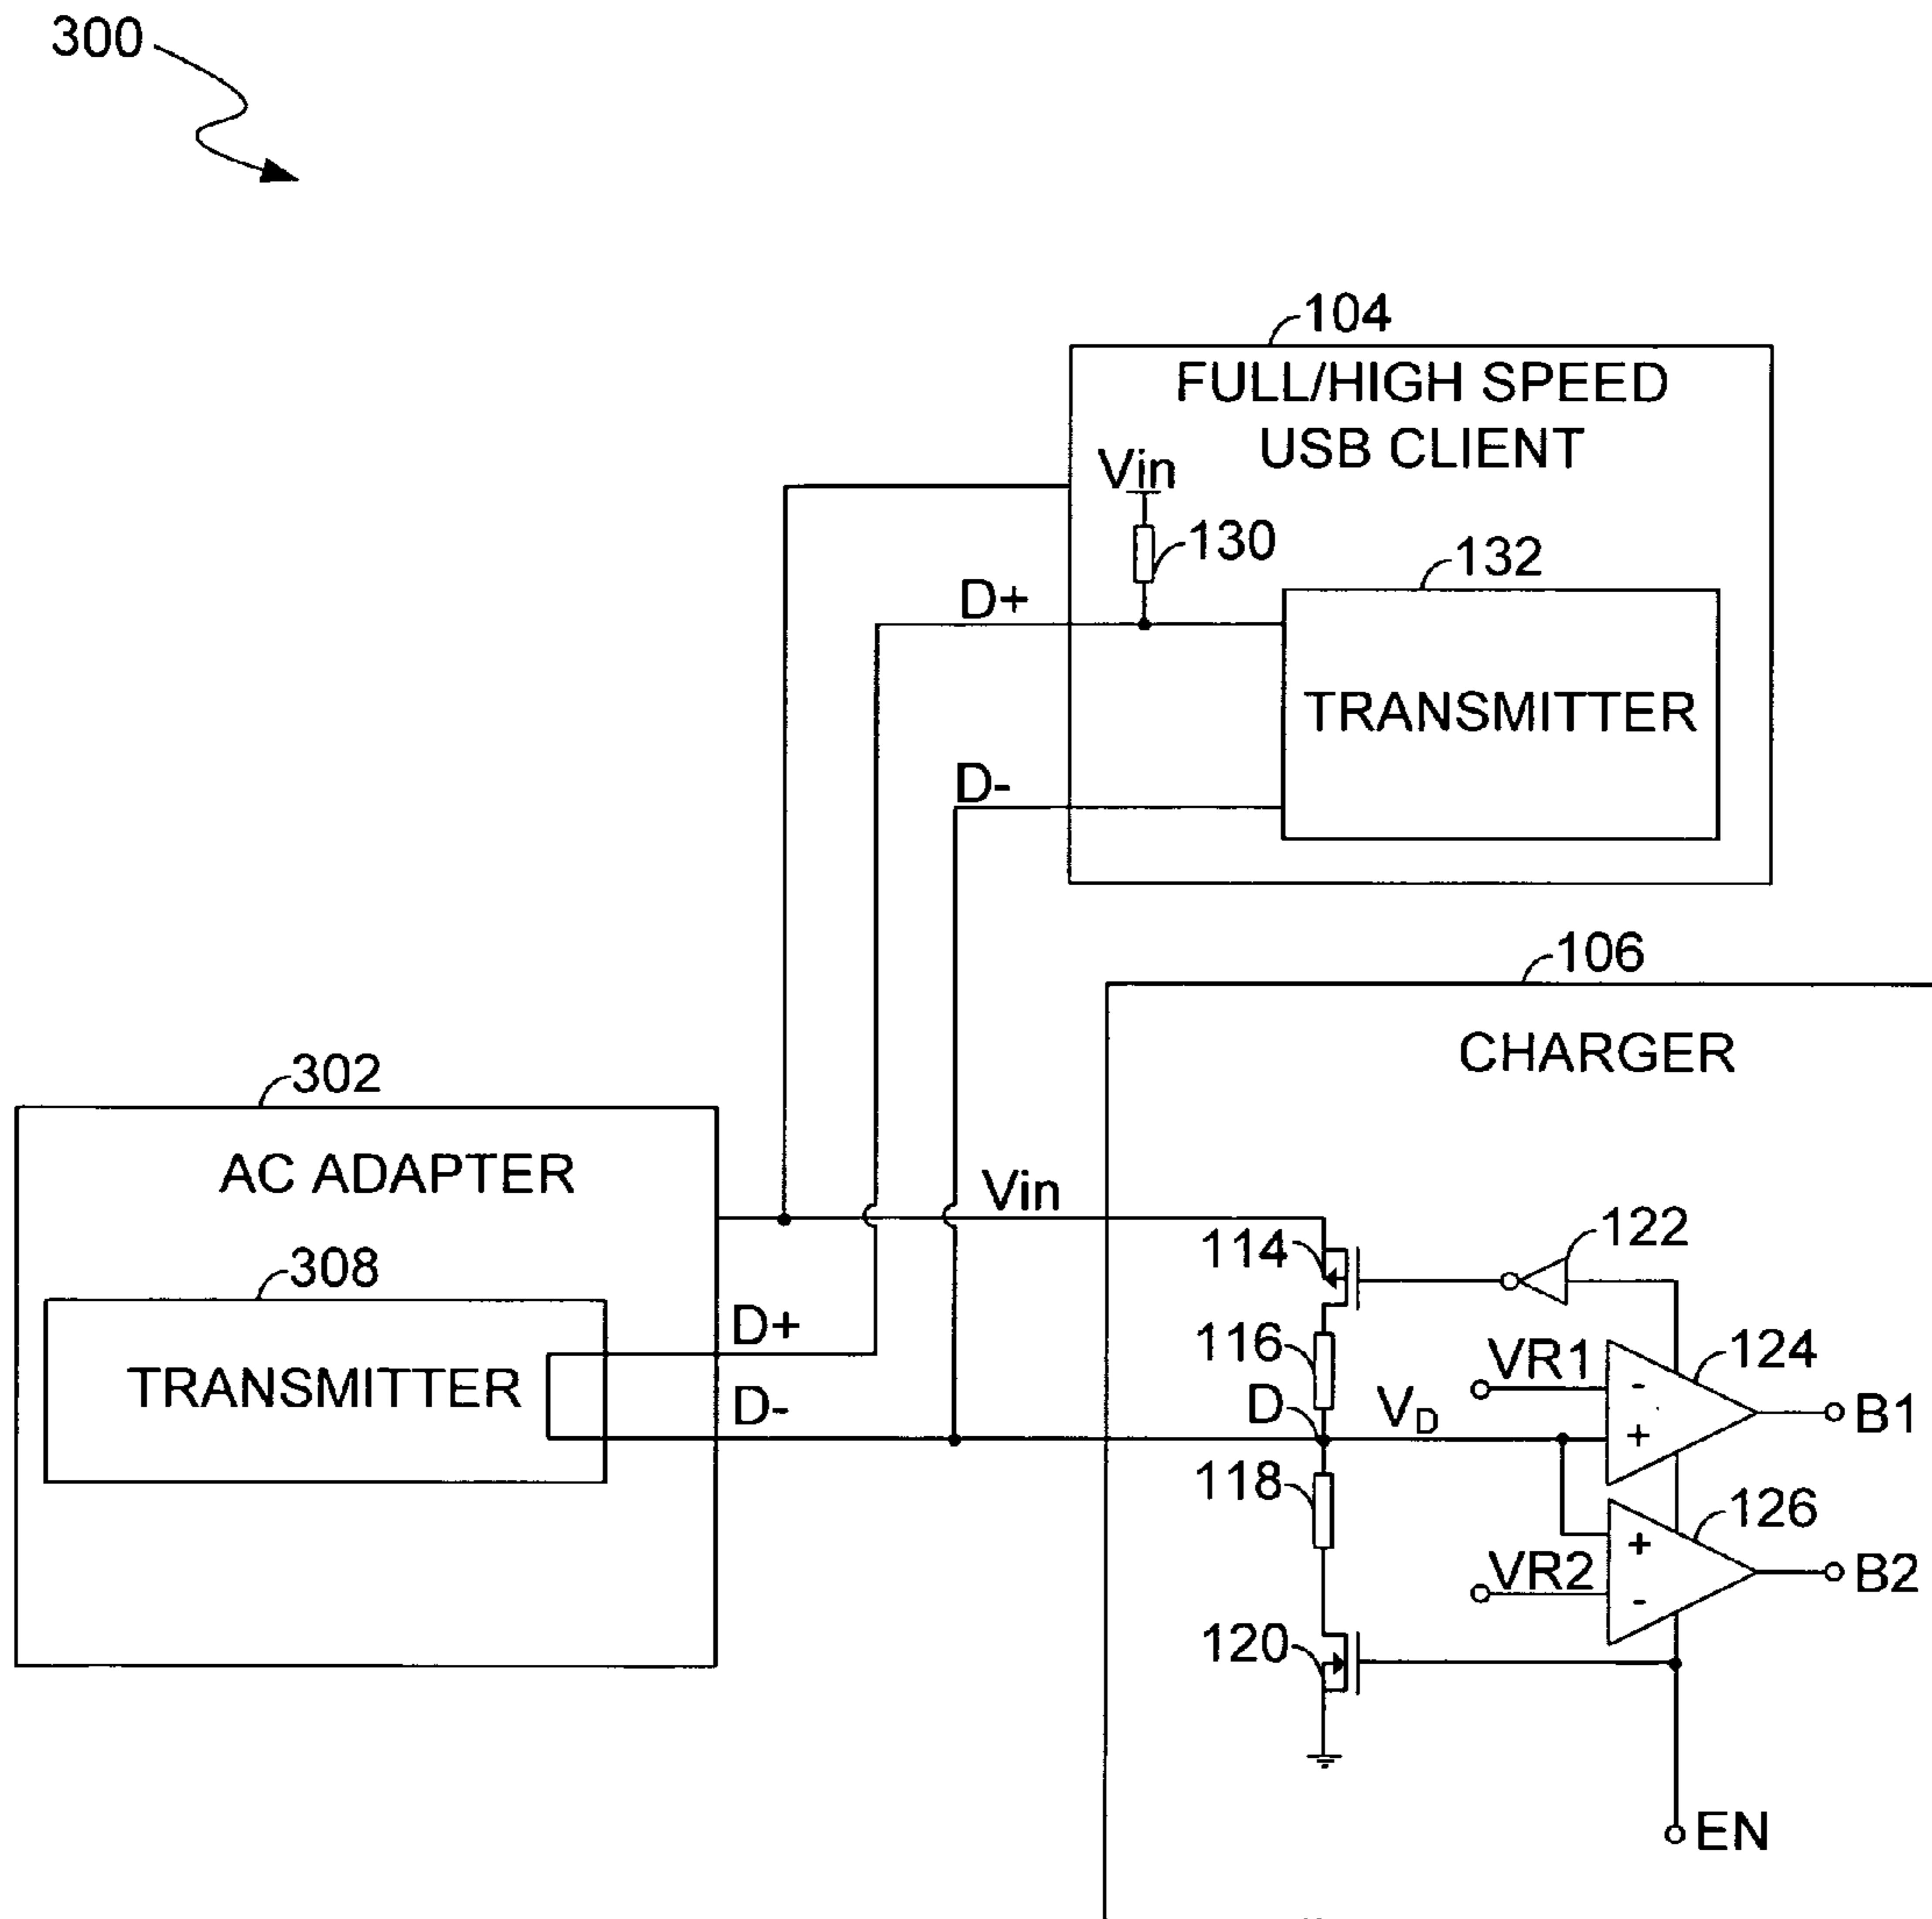 300
104
FULL/HIGH SPEED
USB CLIENT
Vin
130
132
D+
TRANSMITTER
D-
106
CHARGER
302
AC ADAPTER
Vin
114
122
308
D+
TRANSMITTER
D-
116
VR1
-
124
D
VD
+
B1
118
126
+
VR2
-
B2
120
EN